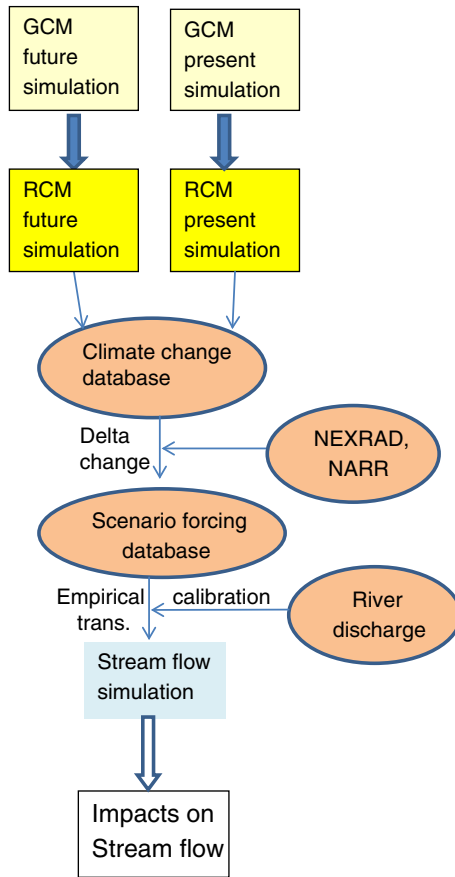 GCM
future
simulation
GCM
present
simulation
RCM
future
simulation
RCM
present
simulation
Climate change
database
Delta
change
NEXRAD,
NARR
Scenario forcing
database
Empirical
trans.
calibration
River
discharge
Stream flow
simulation
Impacts on
Stream flow